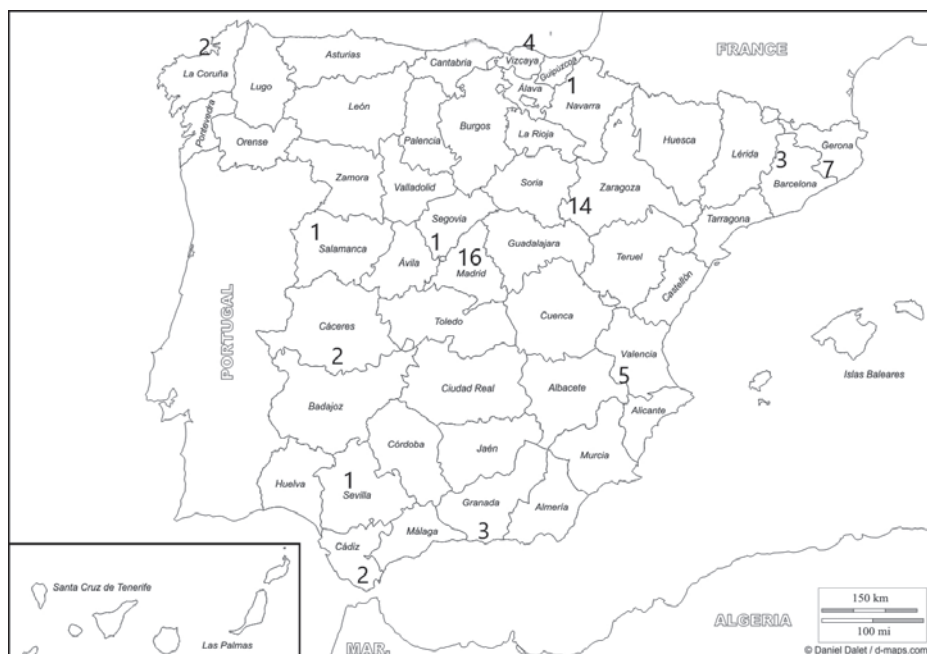 4
2
Asturias
FRANCE
La Coruña
Cantabria
Vizcaya
Guipúzcoa
Lugo
Álava
1
León
Navarra
Pontevedra
Burgos
La Rioja
Huesca
Orense
Palencia
Lérida
3
Gerona
7
Barcelona
Zamora
Valladolid
Soria
Zaragoza
14
Segovia
Tarragona
1
Salamanca
1
16
Guadalajara
Ávila
Madrid
Teruel
Castellón
PORTUGAL
Cáceres
Toledo
Cuenca
2
Valencia
Islas Baleares
5
Ciudad Real
Albacete
Badajoz
Alicante
Córdoba
Jaén
Murcia
1
Huelva
Sevilla
Granada
Almería
3
Málaga
Cádiz
2
Santa Cruz de Tenerife
150 km
100 mi
ALGERIA
Las Palmas
MAR.
© Daniel Dalet / d-maps.com